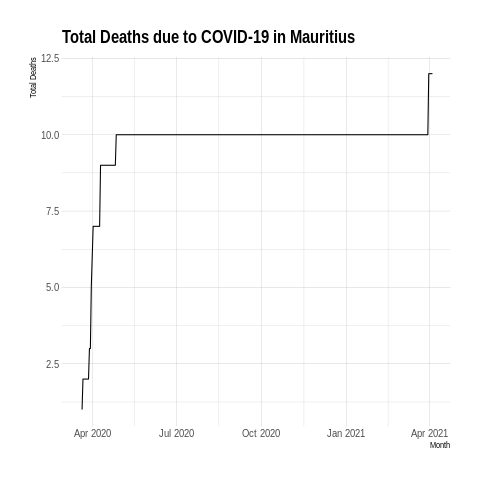 Total Deaths due to COVID-19 in Mauritius
Total Deaths
12.5
10.0
7.5
5.0
2.5
Apr 2020 Jul 2020 Oct 2020 Jan 2021 Apr 2021
Month